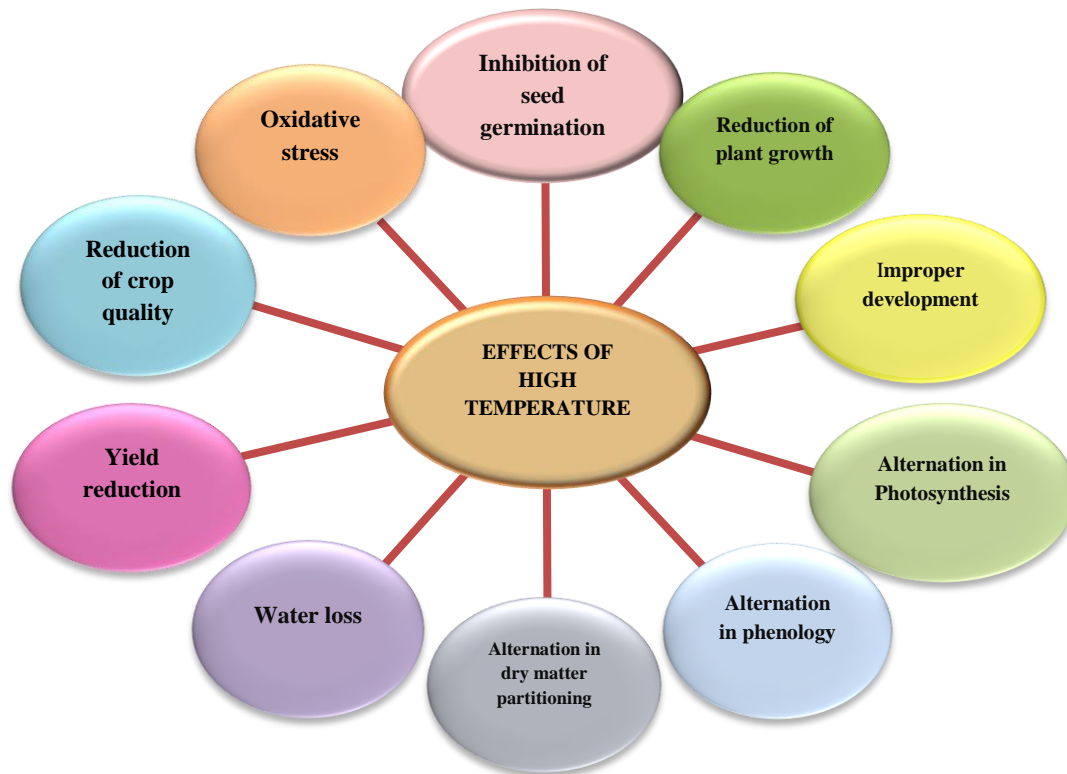 Inhibition of
seed
germination
Reduction of
plant growth
Improper
development
Alternation in
Photosynthesis
Alternation
in phenology
Alternation in
dry matter
partitioning
Water loss
Yield
reduction
Reduction
of crop
quality
Oxidative
stress
EFFECTS OF
HIGH
TEMPERATURE